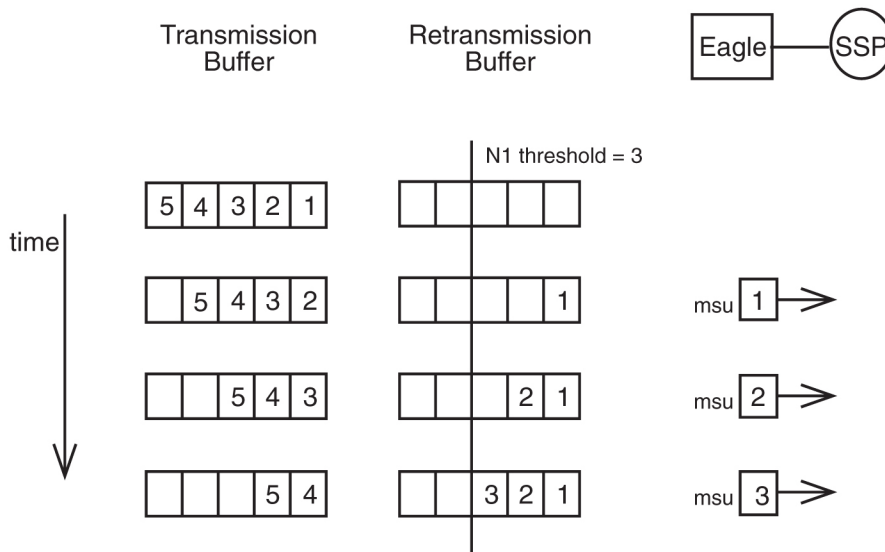 Transmission
Buffer
Retransmission
Buffer
Eagle
SSP
N1 threshold = 3
time
5 4 3 2 1
5 4 3 2
1
msu 1
5 4 3
2 1
msu 2
5 4
3 2 1
msu 3